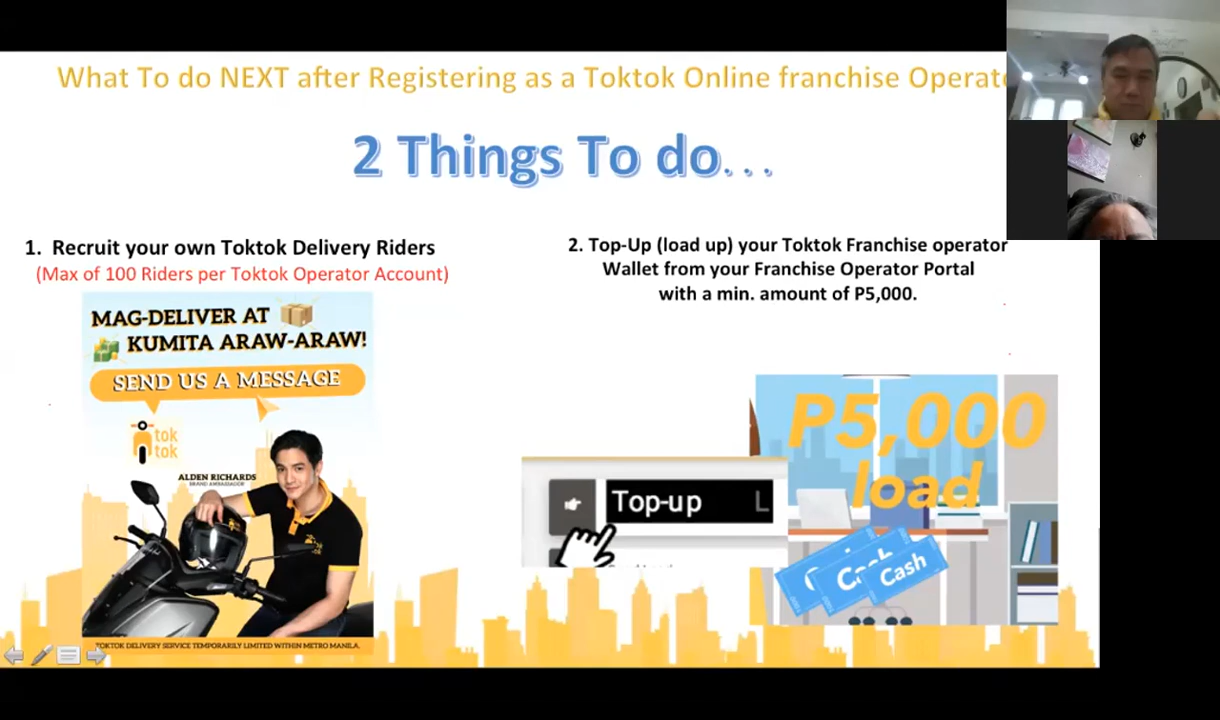 What To do NEXT after Registering as a Toktok Online franchise
2 Things To do...
1. Recruit your own Toktok Delivery Riders
(Max of 100 Riders per Toktok Operator Account)
MAG-DELIVER AT
KUMITA ARAW-ARAW!
SEND US A MESSAGE
tok
tok
ALDEN RICHARDS
BRAND AMBASSADOR
TOKTOK DELIVERY SERVICE TEMPORARILY LIMITED WITHIN METRO MANILA.
2. Top-Up (load up) your Toktok Franchise operator
Wallet from your Franchise Operator Portal
with a min. amount of P5,000.
Top-up L
P5,000
load
Cash